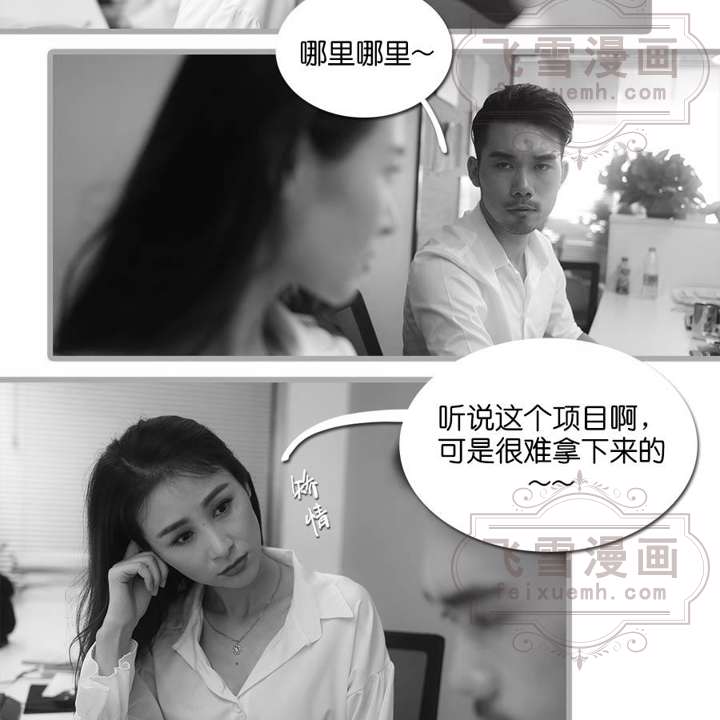 哪里哪里～
飞雪漫画
feixuemh.com
听说这个项目啊，
可是很难拿下来的
～～
娇情
飞雪漫画
feixuemh.com